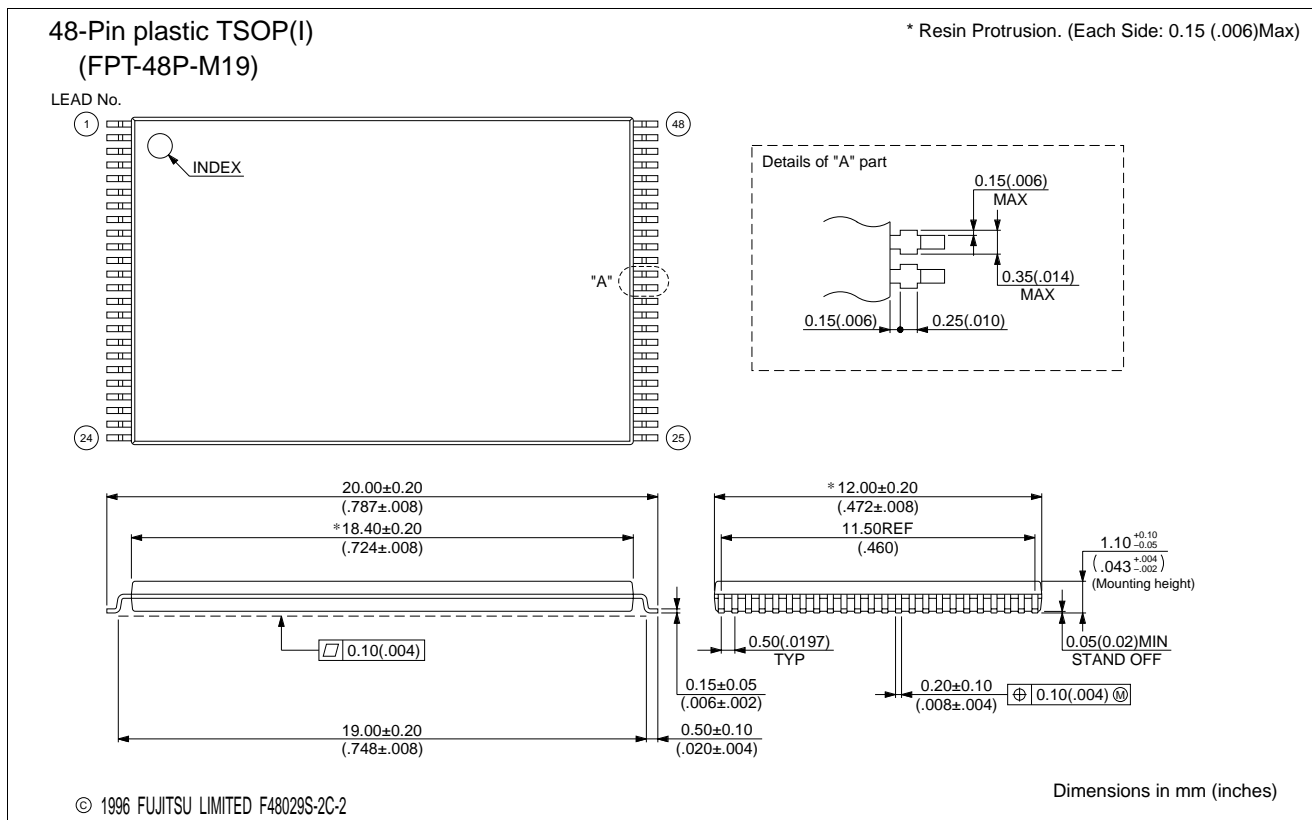 48-Pin plastic TSOP(I)
(FPT-48P-M19)
* Resin Protrusion. (Each Side: 0.15 (.006)Max)
LEAD No.
1
48
INDEX
"A"
24
25
Details of "A" part
0.15(.006)
MAX
0.35(.014)
MAX
0.15(.006)
0.25(.010)
20.00±0.20
(.787±.008)
*18.40±0.20
(.724±.008)
0.10(.004)
0.15±0.05
(.006±.002)
19.00±0.20
(.748±.008)
0.50±0.10
(.020±.004)
*12.00±0.20
(.472±.008)
11.50REF
(.460)
1.10 +0.10 −0.05
(.043 +.004 −.002)
(Mounting height)
0.50(.0197)
TYP
0.05(0.02)MIN
STAND OFF
0.20±0.10
(.008±.004)
⌖ 0.10(.004) Ⓜ
© 1996 FUJITSU LIMITED F48029S-2C-2
Dimensions in mm (inches)